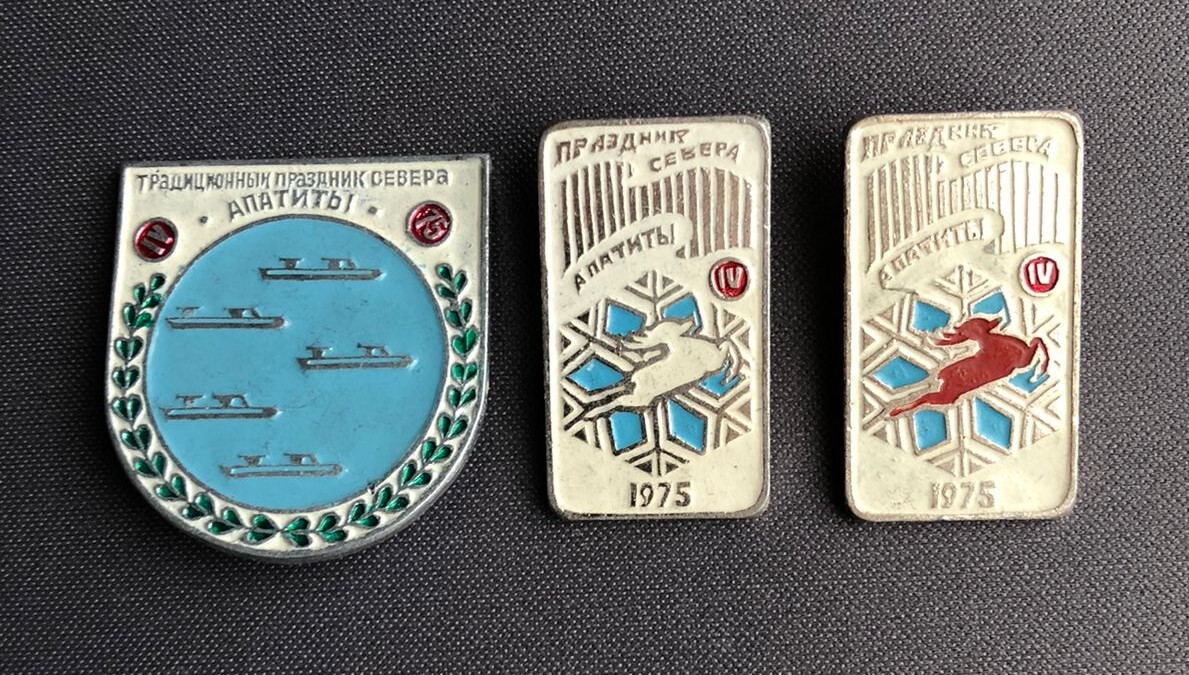 ТРАДИЦИОННЫЙ ПРАЗДНИК СЕВЕРА
АПАТИТЫ
IV
75
ПРАЗДНИК
СЕВЕРА
АПАТИТЫ
IV
1975
ПРАЗДНИК
СЕВЕРА
АПАТИТЫ
IV
1975